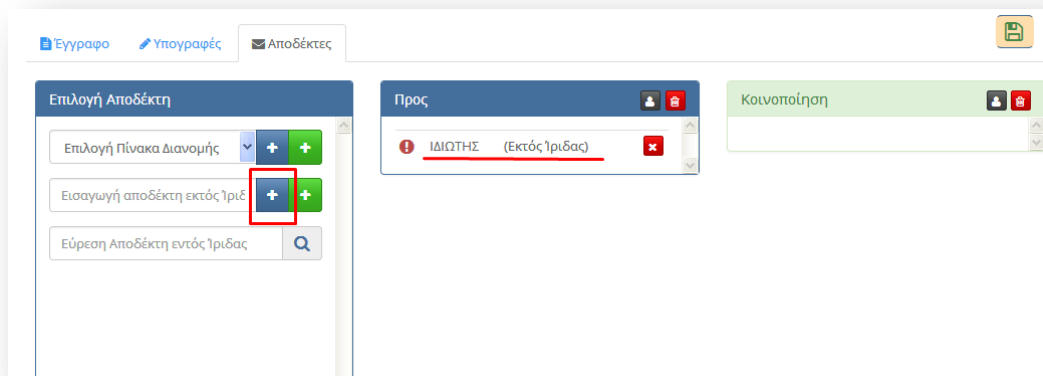 Έγγραφο Υπογραφές Αποδέκτες
Επιλογή Αποδέκτη
Επιλογή Πίνακα Διανομής
Εισαγωγή αποδέκτη εκτός Ίριδ
Εύρεση Αποδέκτη εντός Ίριδας
Προς
ΙΔΙΩΤΗΣ (Εκτός Ίριδας)
Κοινοποίηση